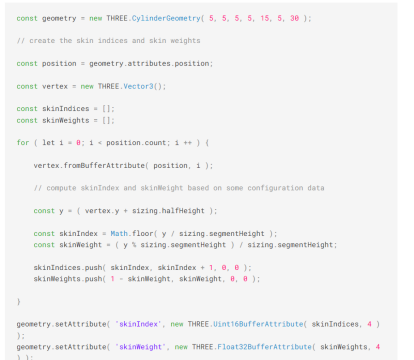 const geometry = new THREE.CylinderGeometry( 5, 5, 5, 5, 15, 5, 30 );
// create the skin indices and skin weights
const position = geometry.attributes.position;
const vertex = new THREE.Vector3();
const skinIndices = [];
const skinWeights = [];
for ( let i = 0; i < position.count; i ++ ) {
vertex.fromBufferAttribute( position, i );
// compute skinIndex and skinWeight based on some configuration data
const y = ( vertex.y + sizing.halfHeight );
const skinIndex = Math.floor( y / sizing.segmentHeight );
const skinWeight = ( y % sizing.segmentHeight ) / sizing.segmentHeight;
skinIndices.push( skinIndex, skinIndex + 1, 0, 0 );
skinWeights.push( 1 - skinWeight, skinWeight, 0, 0 );
}
geometry.setAttribute( 'skinIndex', new THREE.Uint16BufferAttribute( skinIndices, 4 )
);
geometry.setAttribute( 'skinWeight', new THREE.Float32BufferAttribute( skinWeights, 4
) );